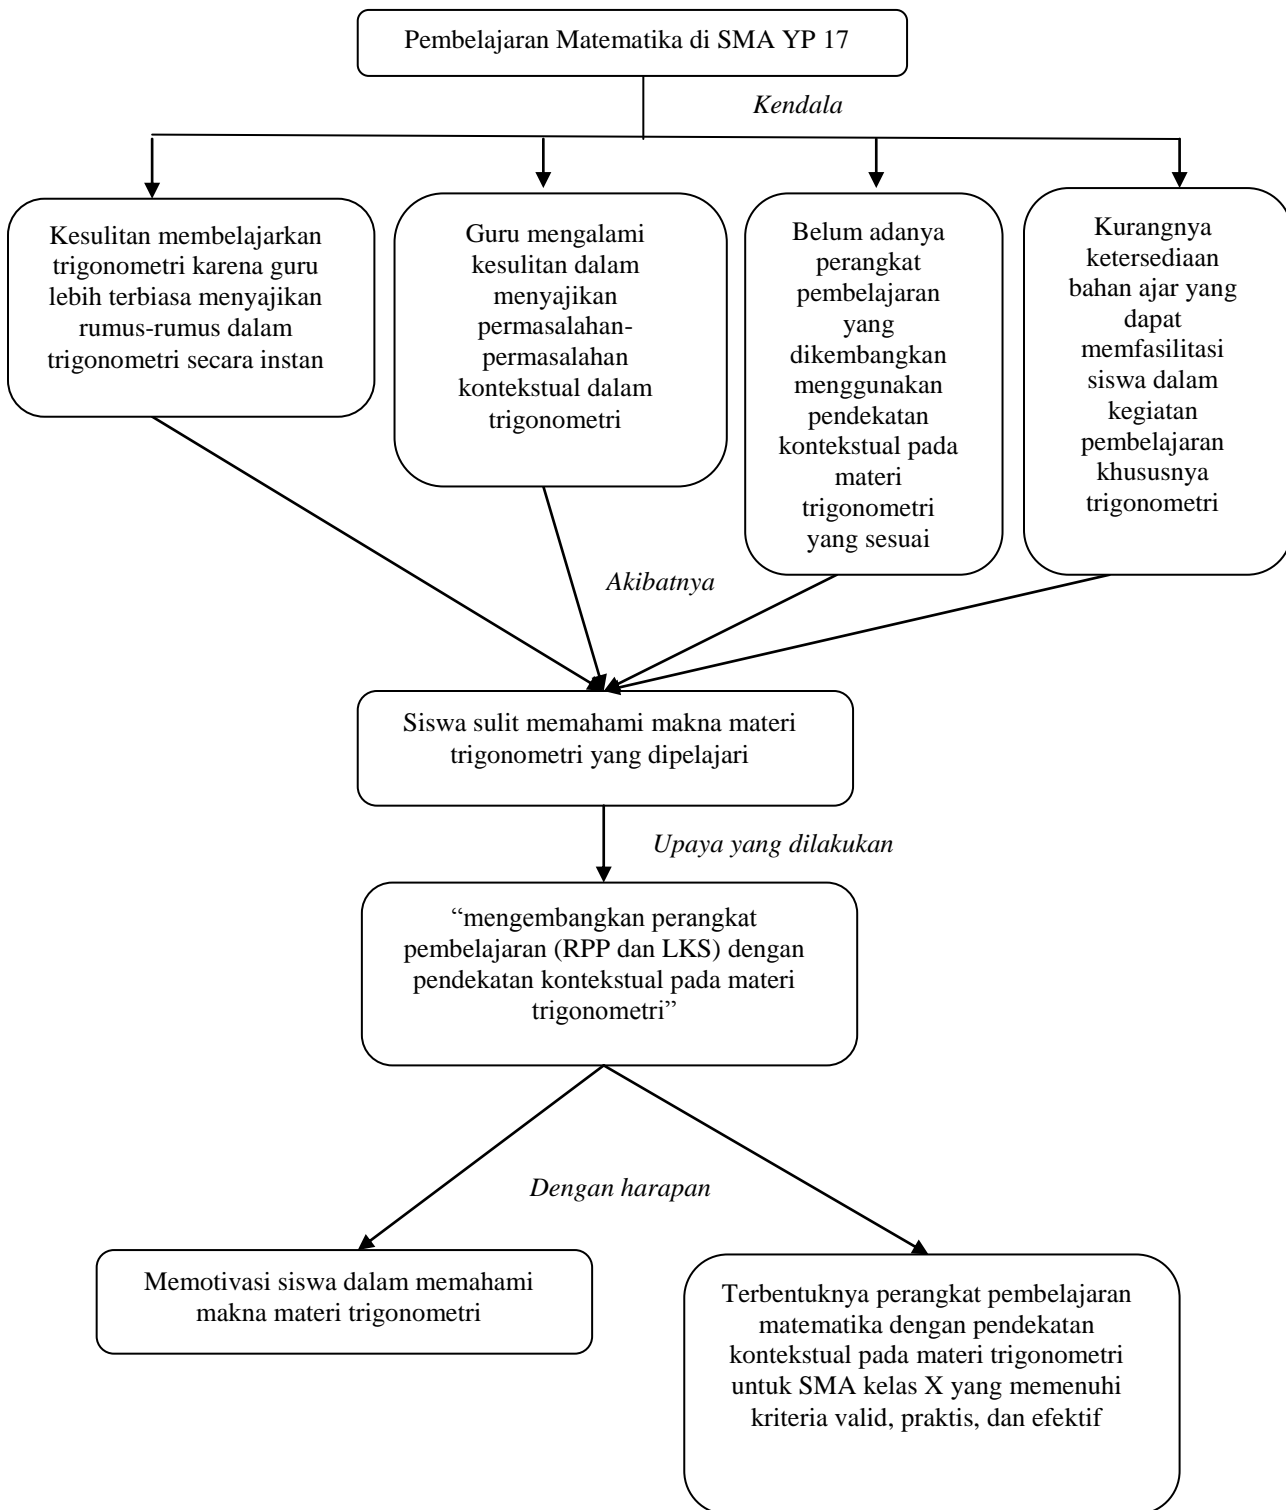 Pembelajaran Matematika di SMA YP 17
Kendala
Kesulitan membelajarkan
trigonometri karena guru
lebih terbiasa menyajikan
rumus-rumus dalam
trigonometri secara instan
Guru mengalami
kesulitan dalam
menyajikan
permasalahan-
permasalahan
kontekstual dalam
trigonometri
Belum adanya
perangkat
pembelajaran
yang
dikembangkan
menggunakan
pendekatan
kontekstual pada
materi
trigonometri
yang sesuai
Kurangnya
ketersediaan
bahan ajar yang
dapat
memfasilitasi
siswa dalam
kegiatan
pembelajaran
khususnya
trigonometri
Akibatnya
Siswa sulit memahami makna materi
trigonometri yang dipelajari
Upaya yang dilakukan
“mengembangkan perangkat
pembelajaran (RPP dan LKS) dengan
pendekatan kontekstual pada materi
trigonometri”
Dengan harapan
Memotivasi siswa dalam memahami
makna materi trigonometri
Terbentuknya perangkat pembelajaran
matematika dengan pendekatan
kontekstual pada materi trigonometri
untuk SMA kelas X yang memenuhi
kriteria valid, praktis, dan efektif